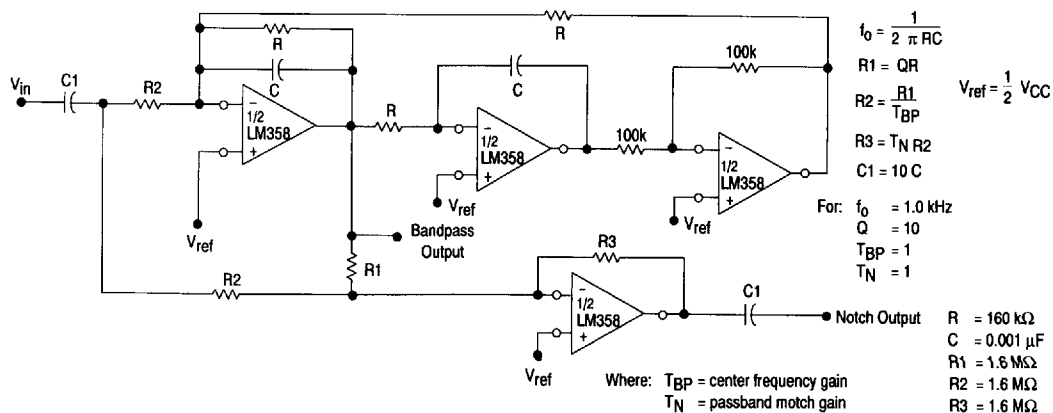 R
100k
f₀ = 1 / 2 π RC
R
R1 = QR
Vref = 1/2 VCC
Vin
C1
R2
C
R
C
100k
R2 = R1 / TBP
−
1/2
LM358
+
−
1/2
LM358
+
−
1/2
LM358
+
R3 = TN R2
C1 = 10 C
Vref
Vref
Vref
For: f₀ = 1.0 kHz
Q = 10
TBP = 1
TN = 1
Bandpass
Output
R1
R3
R2
−
1/2
LM358
+
C1
Notch Output
Vref
R = 160 kΩ
C = 0.001 µF
R1 = 1.6 MΩ
R2 = 1.6 MΩ
R3 = 1.6 MΩ
Where: TBP = center frequency gain
TN = passband motch gain